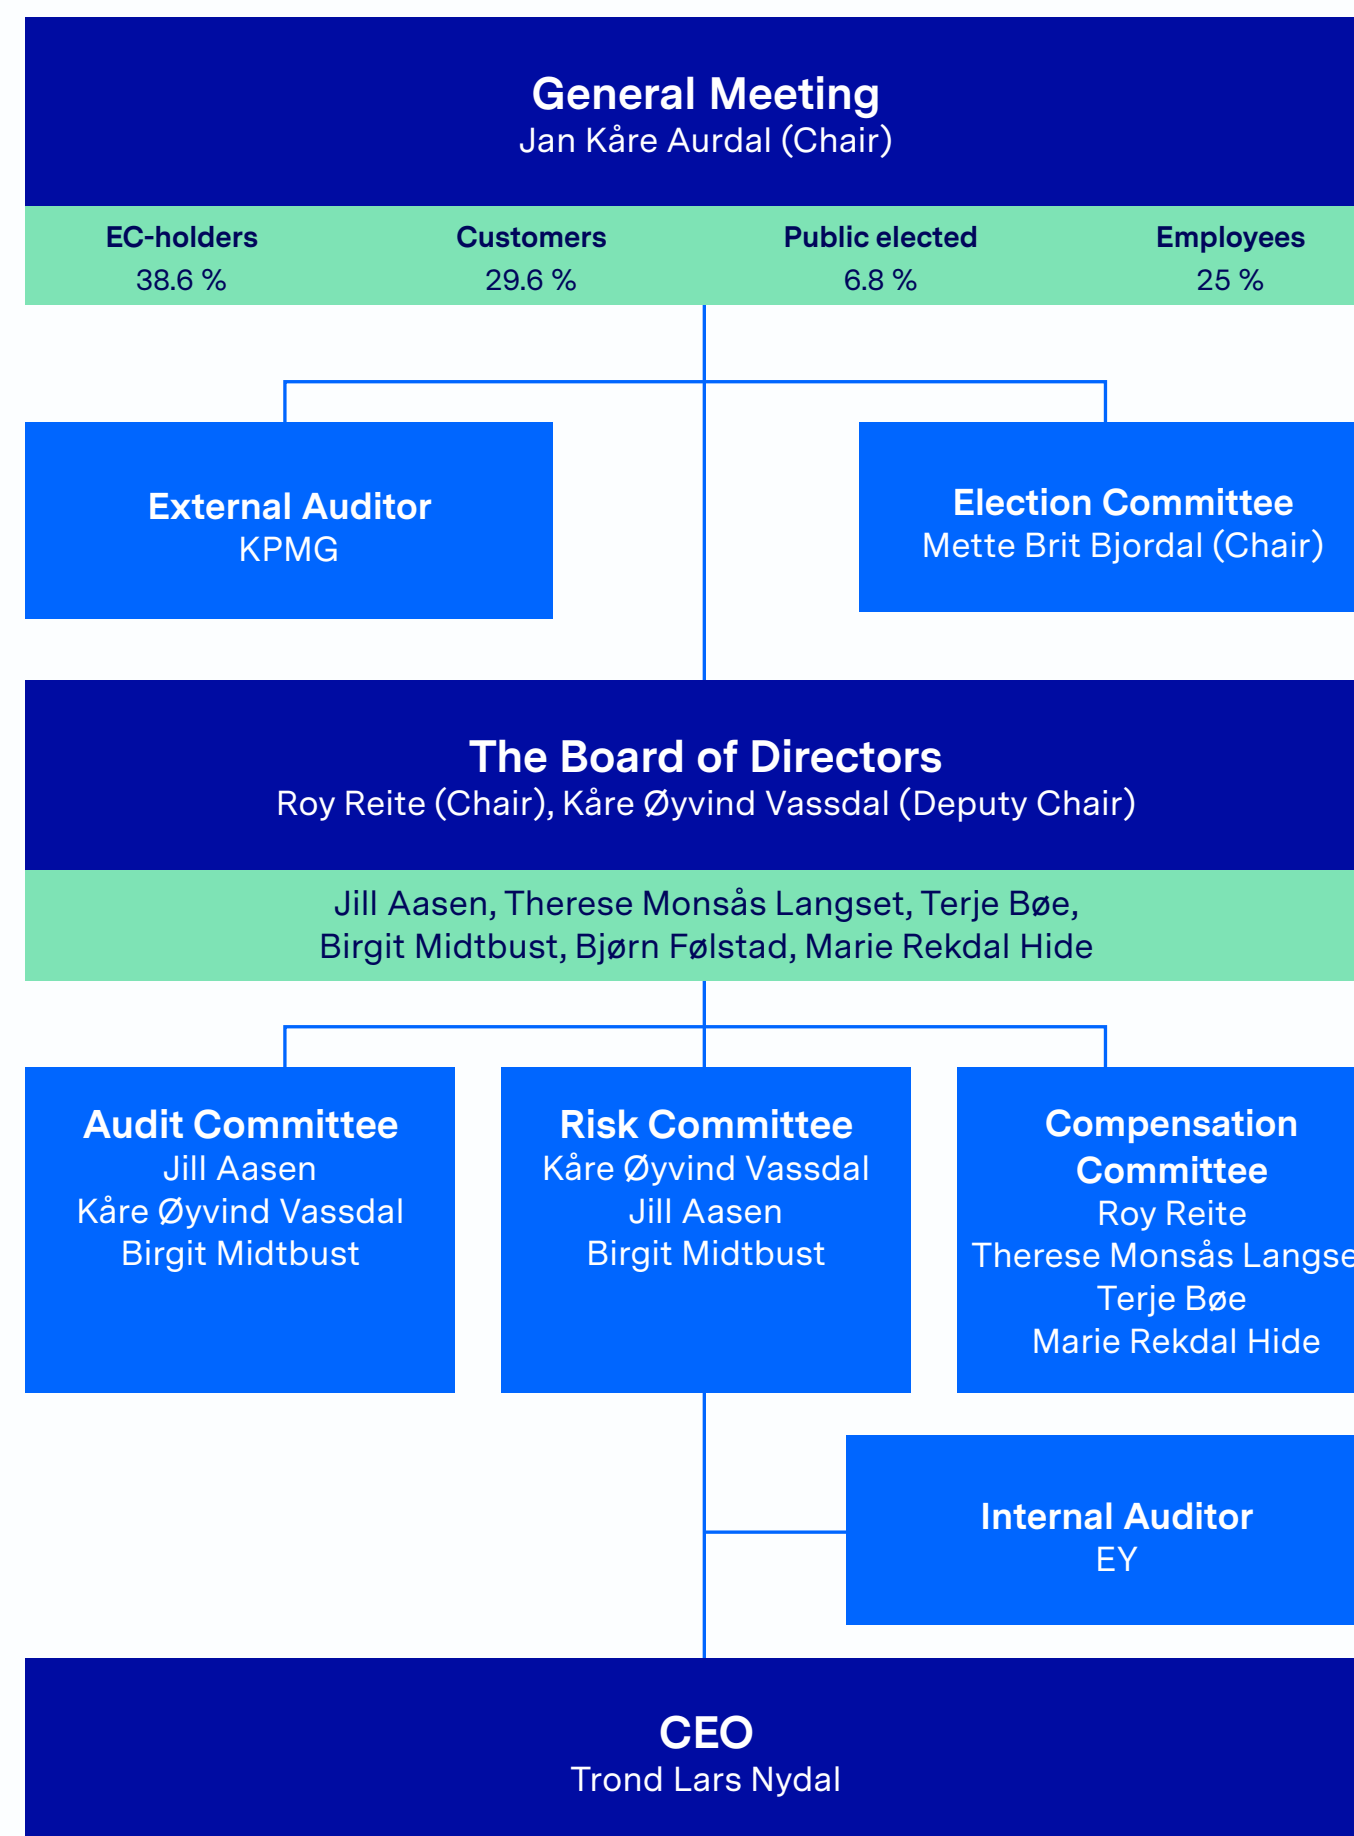 General Meeting
Jan Kåre Aurdal (Chair)
EC-holders Customers Public elected Employees
38.6 % 29.6 % 6.8 % 25 %
External Auditor
KPMG
Election Committee
Mette Brit Bjordal (Chair)
The Board of Directors
Roy Reite (Chair), Kåre Øyvind Vassdal (Deputy Chair)
Jill Aasen, Therese Monsås Langset, Terje Bøe,
Birgit Midtbust, Bjørn Følstad, Marie Rekdal Hide
Audit Committee
Jill Aasen
Kåre Øyvind Vassdal
Birgit Midtbust
Risk Committee
Kåre Øyvind Vassdal
Jill Aasen
Birgit Midtbust
Compensation
Committee
Roy Reite
Therese Monsås Langse
Terje Bøe
Marie Rekdal Hide
Internal Auditor
EY
CEO
Trond Lars Nydal